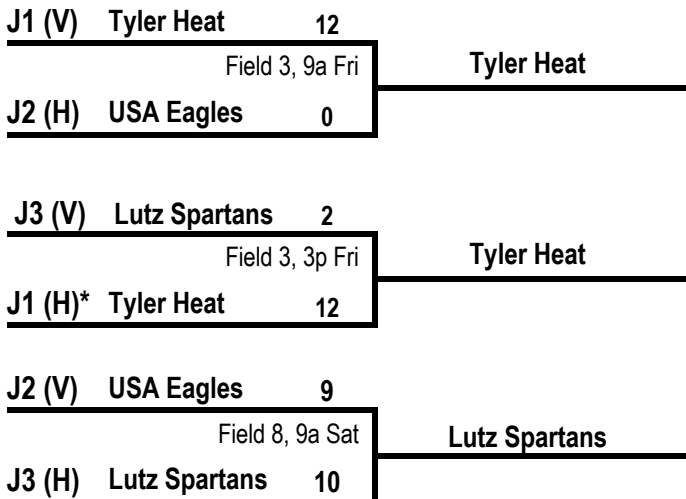 J1 (V) Tyler Heat 12
Field 3, 9a Fri
Tyler Heat
J2 (H) USA Eagles 0
J3 (V) Lutz Spartans 2
Field 3, 3p Fri
Tyler Heat
J1 (H)* Tyler Heat 12
J2 (V) USA Eagles 9
Field 8, 9a Sat
Lutz Spartans
J3 (H) Lutz Spartans 10